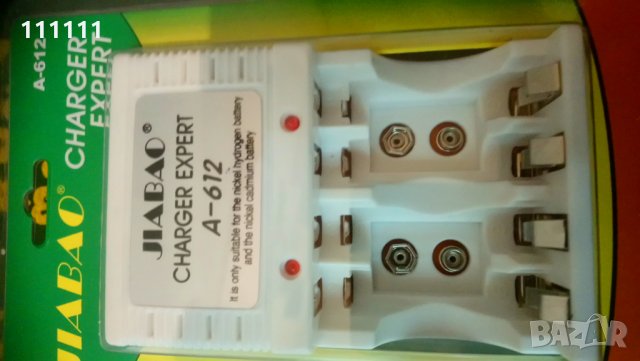 111111
A-612
CHARGER
EXPERT
JIABAO®
JIABAO®
CHARGER EXPERT
A-612
It is only suitable for the nickel hydrogen battery
and the nickel cadmium battery
BAZAR